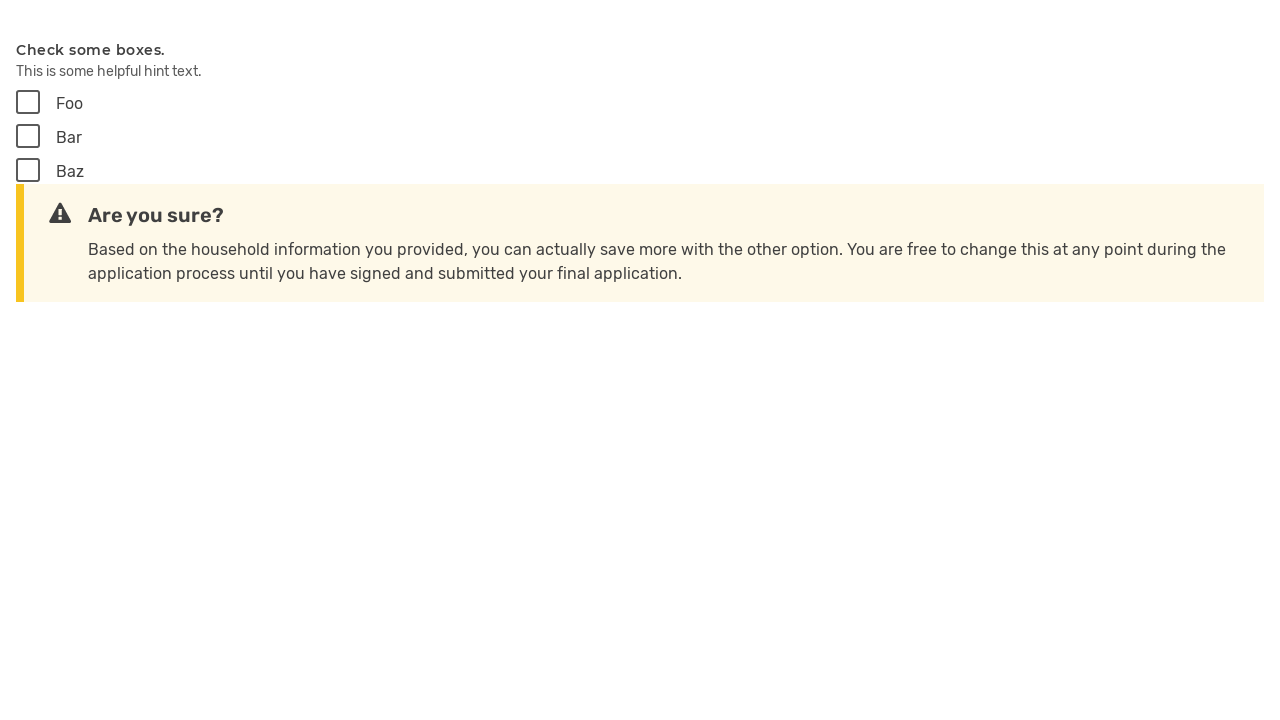 Check some boxes.
This is some helpful hint text.
Foo
Bar
Baz
Are you sure?
Based on the household information you provided, you can actually save more with the other option. You are free to change this at any point during the
application process until you have signed and submitted your final application.